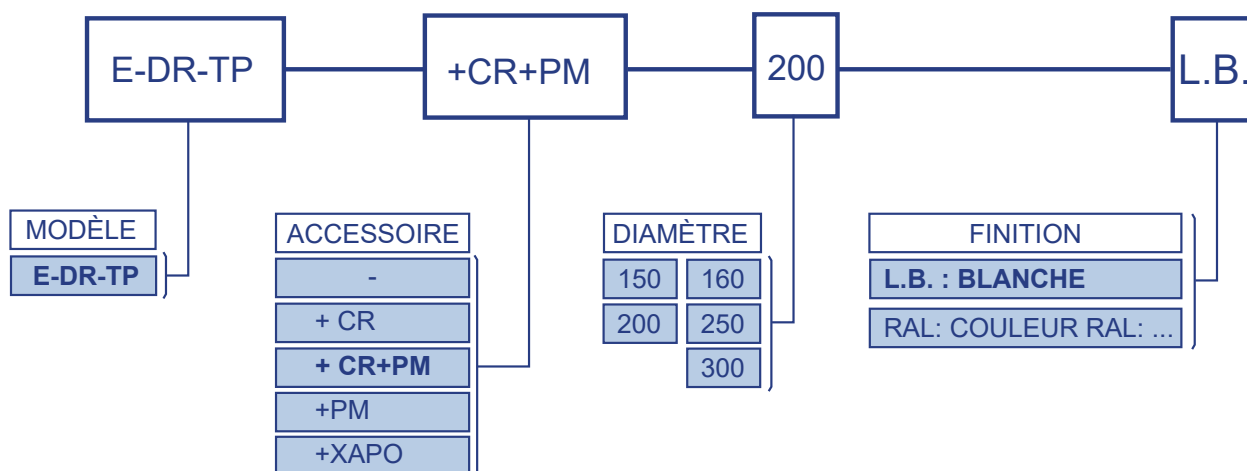 E-DR-TP +CR+PM 200 L.B.
MODÈLE
E-DR-TP
ACCESSOIRE
-
+ CR
+ CR+PM
+PM
+XAPO
DIAMÈTRE
150 160
200 250
300
FINITION
L.B. : BLANCHE
RAL: COULEUR RAL: ...